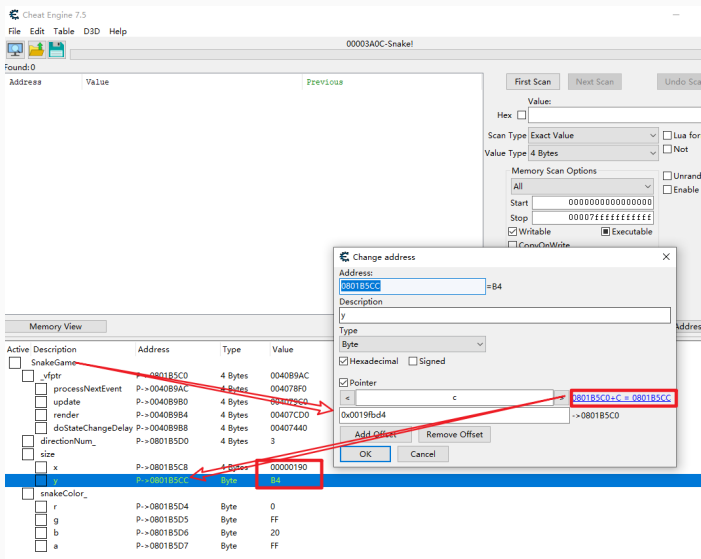 Cheat Engine 7.5
File Edit Table D3D Help
00003A0C-Snake!
Found:0
Address Value Previous
First Scan Next Scan Undo Sca
Value:
Hex
Scan Type Exact Value Lua for
Value Type 4 Bytes Not
Memory Scan Options
All
Unrand
Enable
Start 0000000000000000
Stop 00007fffffffffff
Writable Executable
CopyOnWrite
Change address
Address:
0801B5CC =B4
Description
y
Type
Byte
Hexadecimal Signed
Pointer
< c > 0801B5C0+C = 0801B5CC
0x0019fbd4 ->0801B5C0
Add Offset Remove Offset
OK Cancel
Memory View Addres
Active Description Address Type Value
SnakeGame
_vfptr P->0801B5C0 4 Bytes 0040B9AC
processNextEvent P->0040B9AC 4 Bytes 004078F0
update P->0040B9B0 4 Bytes 004079C0
render P->0040B9B4 4 Bytes 00407CD0
doStateChangeDelay P->0040B9B8 4 Bytes 00407440
directionNum_ P->0801B5D0 4 Bytes 3
size
x P->0801B5C8 4 Bytes 00000190
y P->0801B5CC Byte B4
snakeColor_
r P->0801B5D4 Byte 0
g P->0801B5D5 Byte FF
b P->0801B5D6 Byte 20
a P->0801B5D7 Byte FF